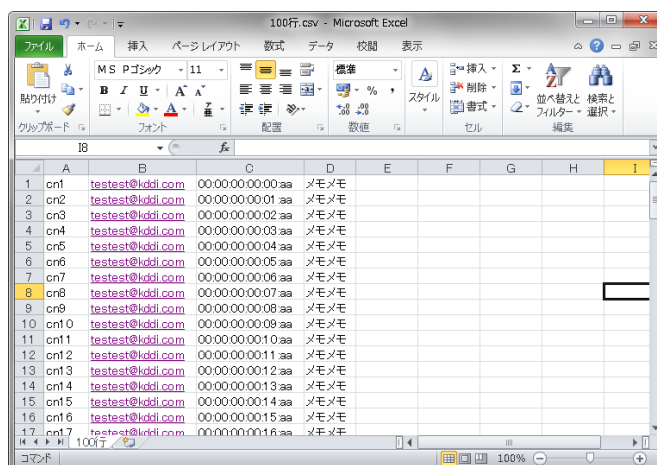 100行.csv - Microsoft Excel
ファイル ホーム 挿入 ページ レイアウト 数式 データ 校閲 表示
貼り付け
クリップボード
MS Pゴシック 11
B I U A A
A
フォント
配置
標準
%
数値
スタイル
挿入
削除
書式
セル
Σ
並べ替えと
フィルター
検索と
選択
編集
I8 fx
A B C D E F G H I
1 cn1 testest@kddi.com 00:00:00:00:00:aa メモメモ
2 cn2 testest@kddi.com 00:00:00:00:01:aa メモメモ
3 cn3 testest@kddi.com 00:00:00:00:02:aa メモメモ
4 cn4 testest@kddi.com 00:00:00:00:03:aa メモメモ
5 cn5 testest@kddi.com 00:00:00:00:04:aa メモメモ
6 cn6 testest@kddi.com 00:00:00:00:05:aa メモメモ
7 cn7 testest@kddi.com 00:00:00:00:06:aa メモメモ
8 cn8 testest@kddi.com 00:00:00:00:07:aa メモメモ
9 cn9 testest@kddi.com 00:00:00:00:08:aa メモメモ
10 cn10 testest@kddi.com 00:00:00:00:09:aa メモメモ
11 cn11 testest@kddi.com 00:00:00:00:10:aa メモメモ
12 cn12 testest@kddi.com 00:00:00:00:11:aa メモメモ
13 cn13 testest@kddi.com 00:00:00:00:12:aa メモメモ
14 cn14 testest@kddi.com 00:00:00:00:13:aa メモメモ
15 cn15 testest@kddi.com 00:00:00:00:14:aa メモメモ
16 cn16 testest@kddi.com 00:00:00:00:15:aa メモメモ
17 cn17 testest@kddi.com 00:00:00:00:16:aa メモメモ
100行
コマンド 100%